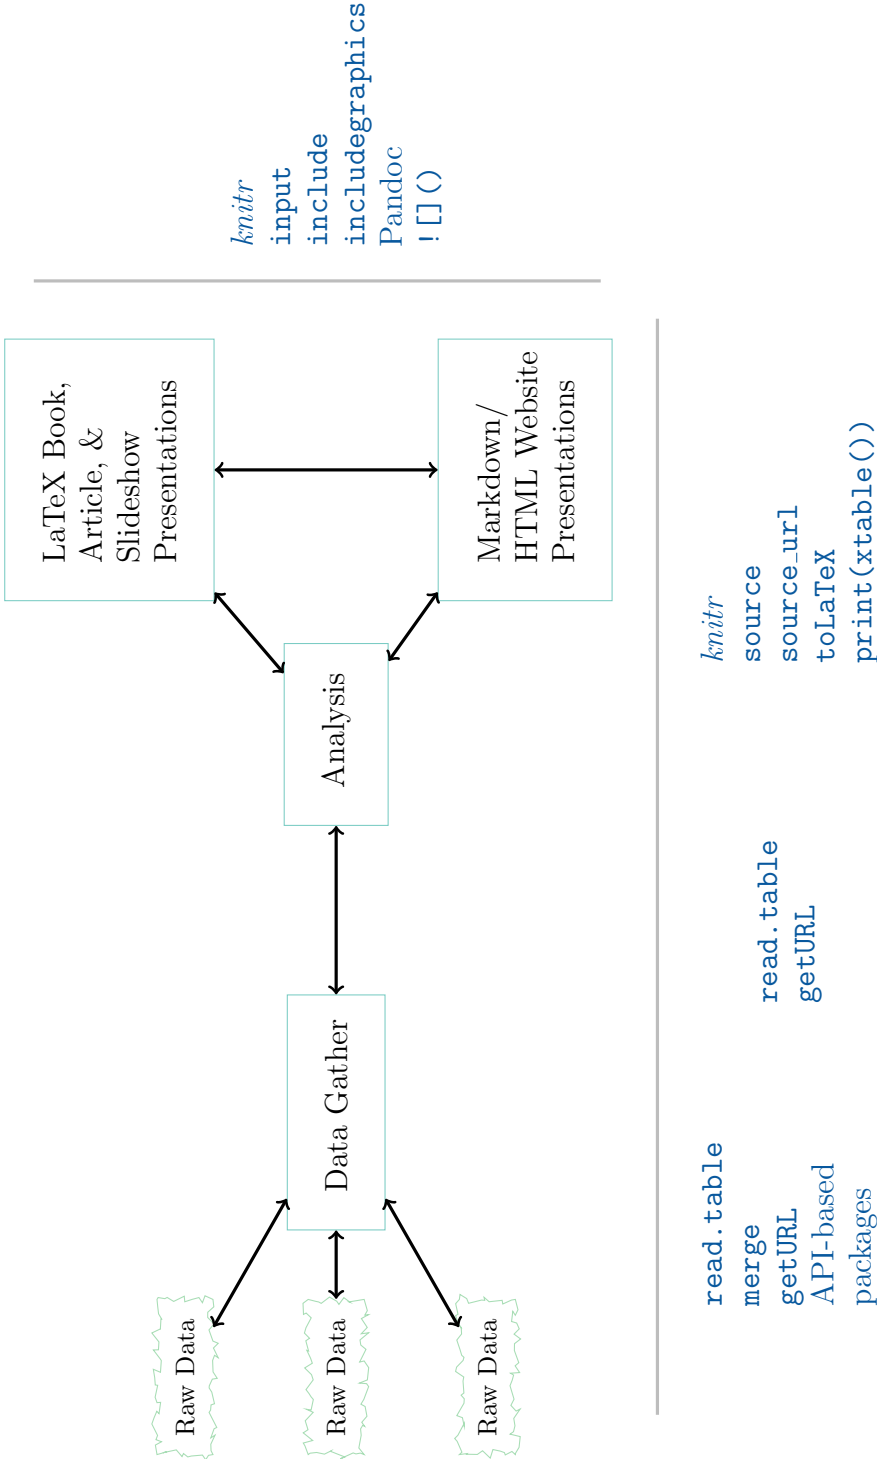 Raw Data
Raw Data
Raw Data
Data Gather
Analysis
LaTeX Book,
Article, &
Slideshow
Presentations
Markdown/
HTML Website
Presentations
knitr
input
include
includegraphics
Pandoc
![]()
read.table
merge
getURL
API-based
packages
read.table
getURL
knitr
source
source_url
toLaTeX
print(xtable())